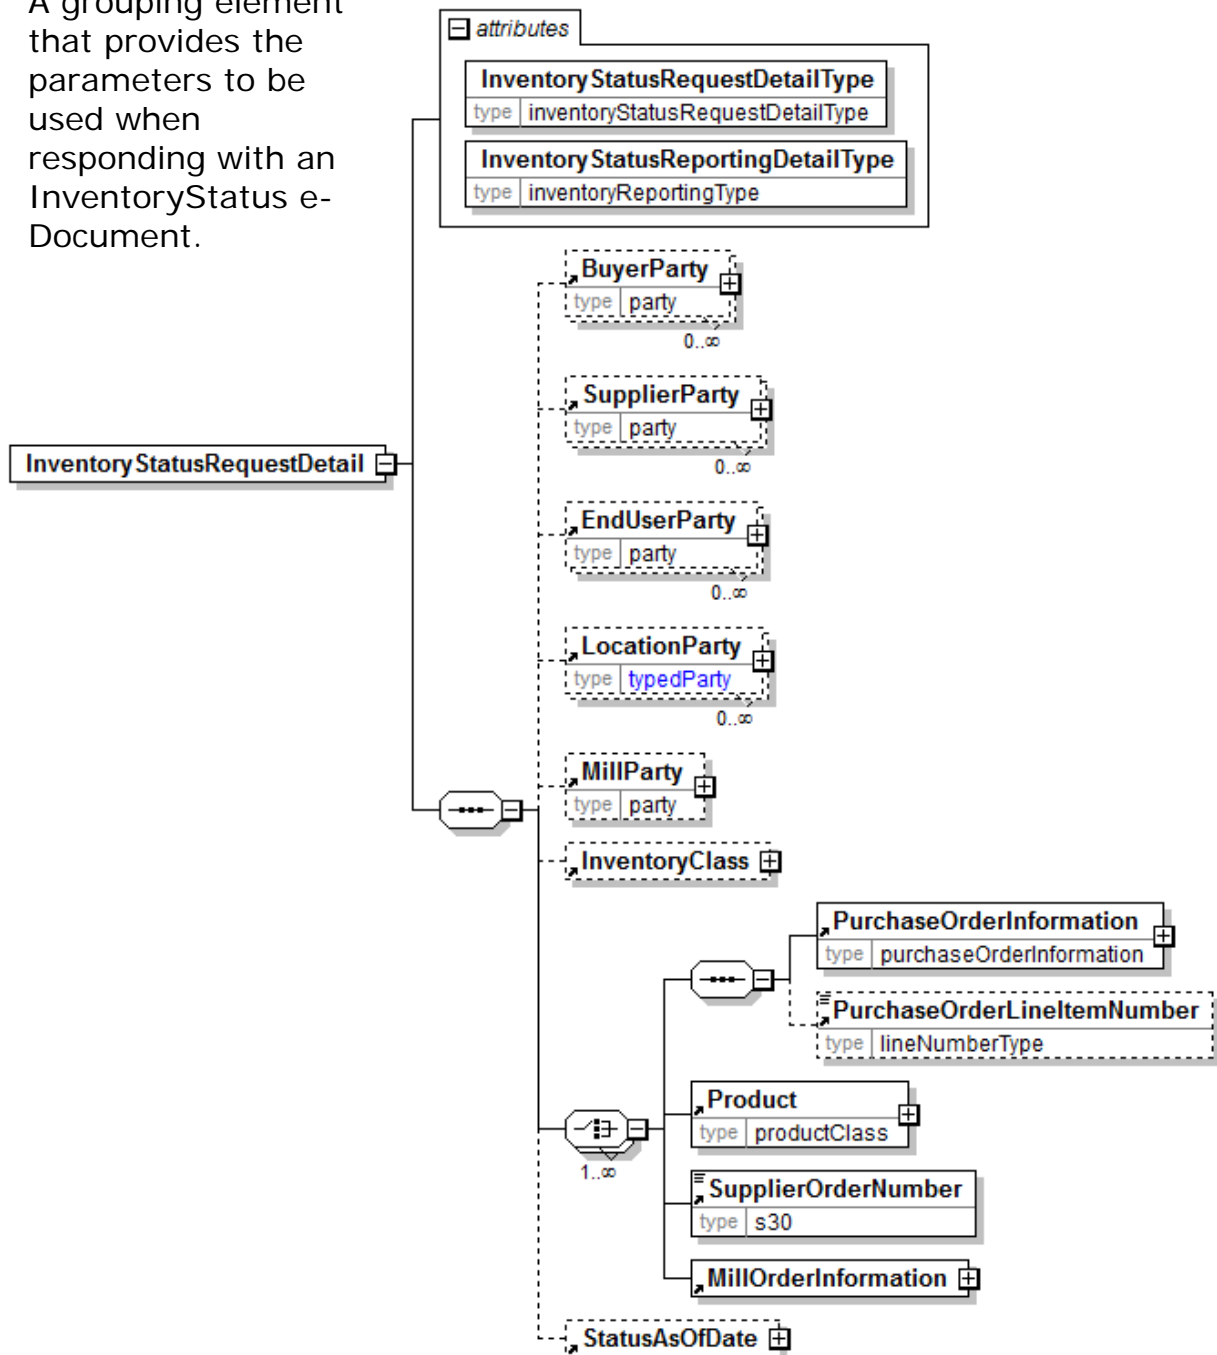 A grouping element
that provides the
parameters to be
used when
responding with an
InventoryStatus e-
Document.
attributes
InventoryStatusRequestDetailType
type inventoryStatusRequestDetailType
InventoryStatusReportingDetailType
type inventoryReportingType
BuyerParty
type party
0..∞
SupplierParty
type party
0..∞
InventoryStatusRequestDetail
EndUserParty
type party
0..∞
LocationParty
type typedParty
0..∞
MillParty
type party
InventoryClass
PurchaseOrderInformation
type purchaseOrderInformation
PurchaseOrderLineItemNumber
type lineNumberType
Product
type productClass
1..∞
SupplierOrderNumber
type s30
MillOrderInformation
StatusAsOfDate